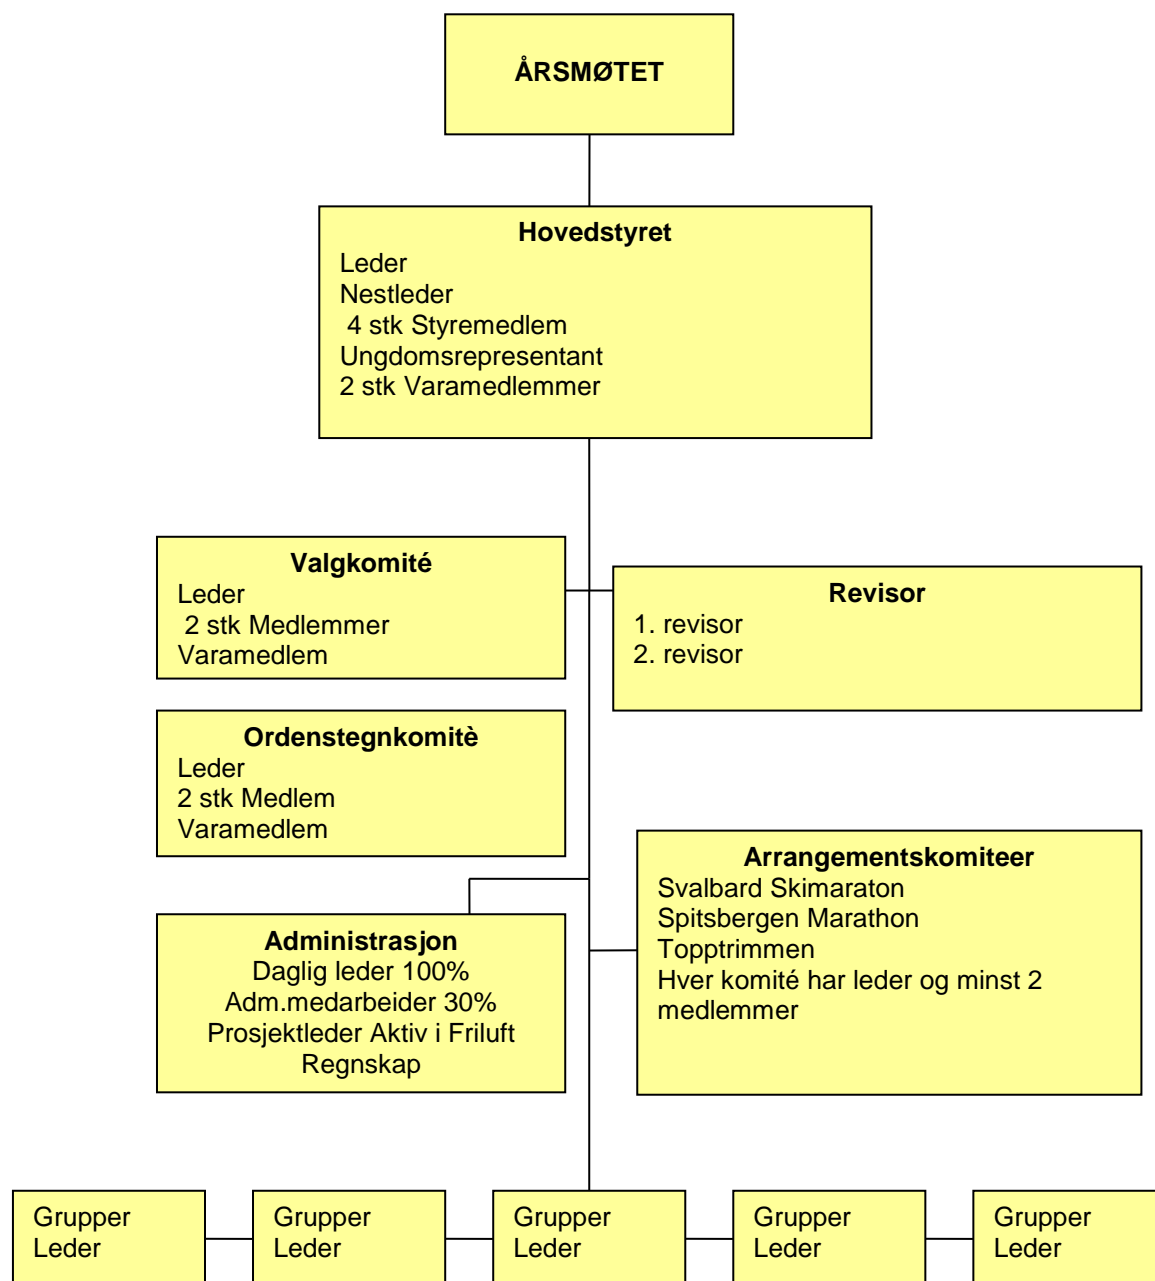 ÅRSMØTET
Hovedstyret
Leder
Nestleder
4 stk Styremedlem
Ungdomsrepresentant
2 stk Varamedlemmer
Valgkomité
Leder
2 stk Medlemmer
Varamedlem
Revisor
1. revisor
2. revisor
Ordenstegnkomitè
Leder
2 stk Medlem
Varamedlem
Arrangementskomiteer
Svalbard Skimaraton
Spitsbergen Marathon
Topptrimmen
Hver komité har leder og minst 2
medlemmer
Administrasjon
Daglig leder 100%
Adm.medarbeider 30%
Prosjektleder Aktiv i Friluft
Regnskap
Grupper
Leder
Grupper
Leder
Grupper
Leder
Grupper
Leder
Grupper
Leder